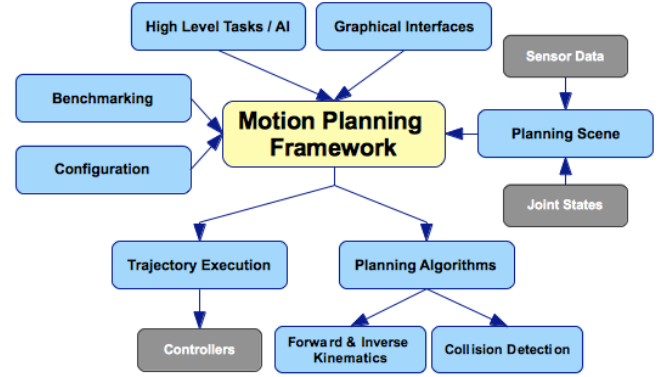 High Level Tasks / AI
Graphical Interfaces
Sensor Data
Benchmarking
Motion Planning
Framework
Planning Scene
Configuration
Joint States
Trajectory Execution
Planning Algorithms
Controllers
Forward & Inverse
Kinematics
Collision Detection